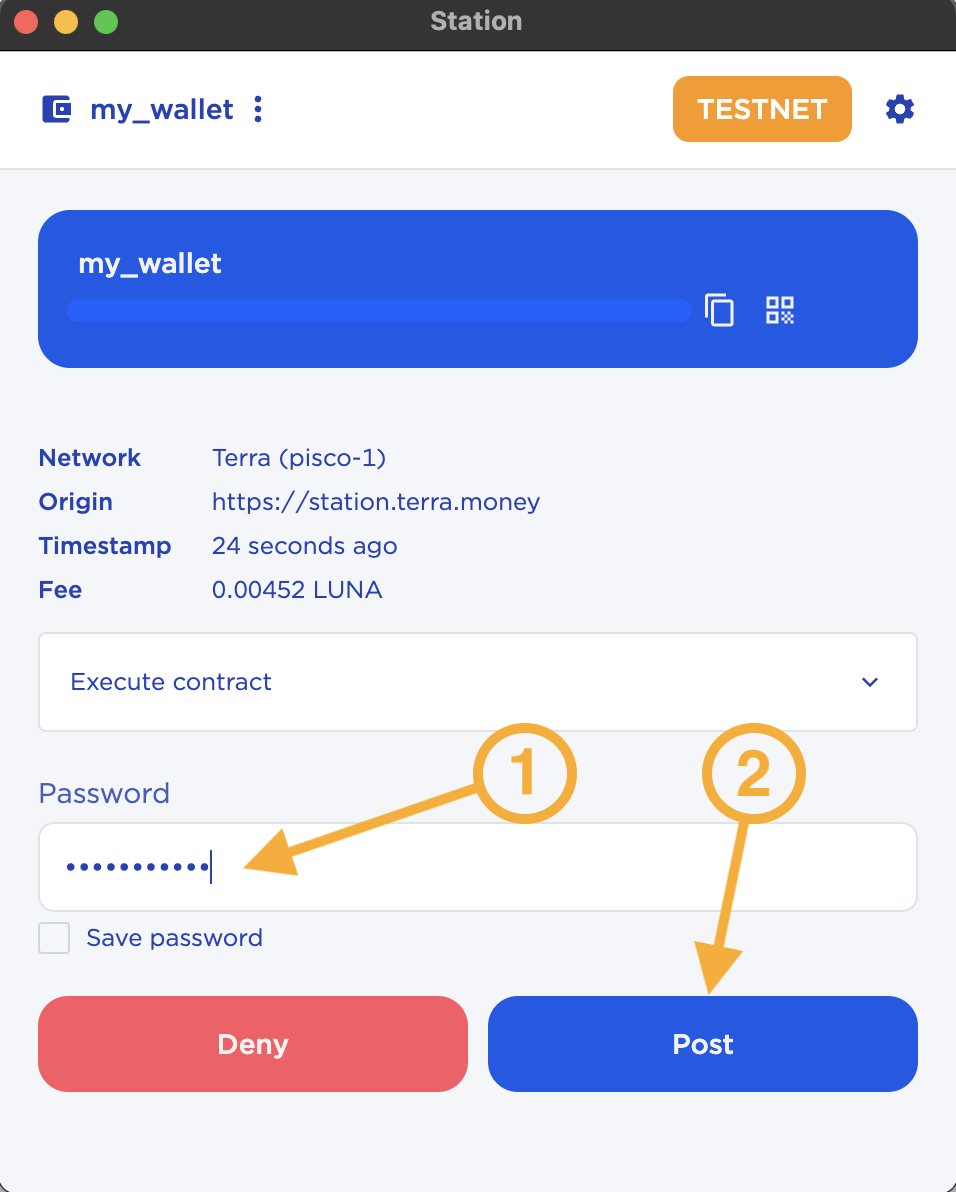 Station
my_wallet
TESTNET
my_wallet
Network Terra (pisco-1)
Origin https://station.terra.money
Timestamp 24 seconds ago
Fee 0.00452 LUNA
Execute contract
1
2
Password
•••••••••••
Save password
Deny
Post